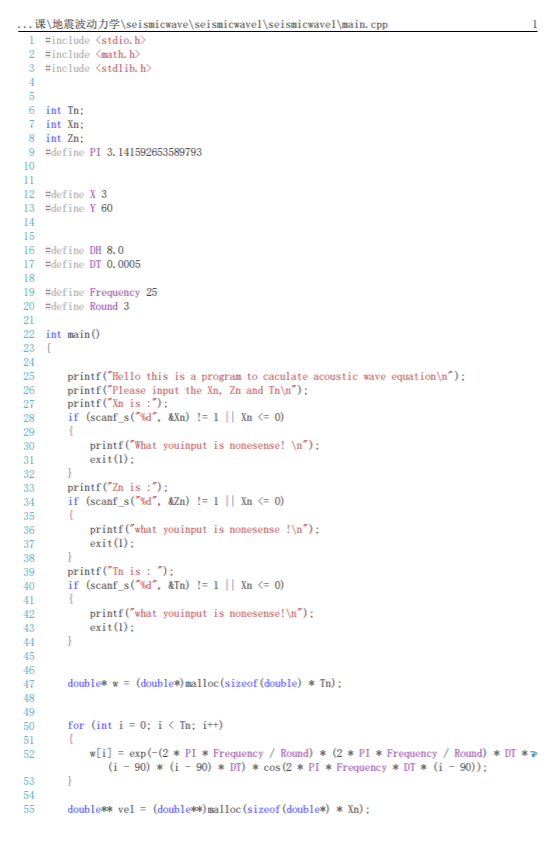 ...课\地震波动力学\seismicwave\seismicwavel\seismicwavel\main.cpp 1
1 #include <stdio.h>
2 #include <math.h>
3 #include <stdlib.h>
4
5
6 int Tn;
7 int Xn;
8 int Zn;
9 #define PI 3.141592653589793
10
11
12 #define X 3
13 #define Y 60
14
15
16 #define DH 8.0
17 #define DT 0.0005
18
19 #define Frequency 25
20 #define Round 3
21
22 int main()
23 {
24
25 printf("Hello this is a program to caculate acoustic wave equation\n");
26 printf("Please input the Xn, Zn and Tn\n");
27 printf("Xn is :");
28 if (scanf_s("%d", &Xn) != 1 || Xn <= 0)
29 {
30 printf("What youinput is nonesense! \n");
31 exit(1);
32 }
33 printf("Zn is :");
34 if (scanf_s("%d", &Zn) != 1 || Xn <= 0)
35 {
36 printf("what youinput is nonesense !\n");
37 exit(1);
38 }
39 printf("Tn is : ");
40 if (scanf_s("%d", &Tn) != 1 || Xn <= 0)
41 {
42 printf("what youinput is nonesense!\n");
43 exit(1);
44 }
45
46
47 double* w = (double*)malloc(sizeof(double) * Tn);
48
49
50 for (int i = 0; i < Tn; i++)
51 {
52 w[i] = exp(-(2 * PI * Frequency / Round) * (2 * PI * Frequency / Round) * DT *
(i - 90) * (i - 90) * DT) * cos(2 * PI * Frequency * DT * (i - 90));
53 }
54
55 double** vel = (double**)malloc(sizeof(double*) * Xn);